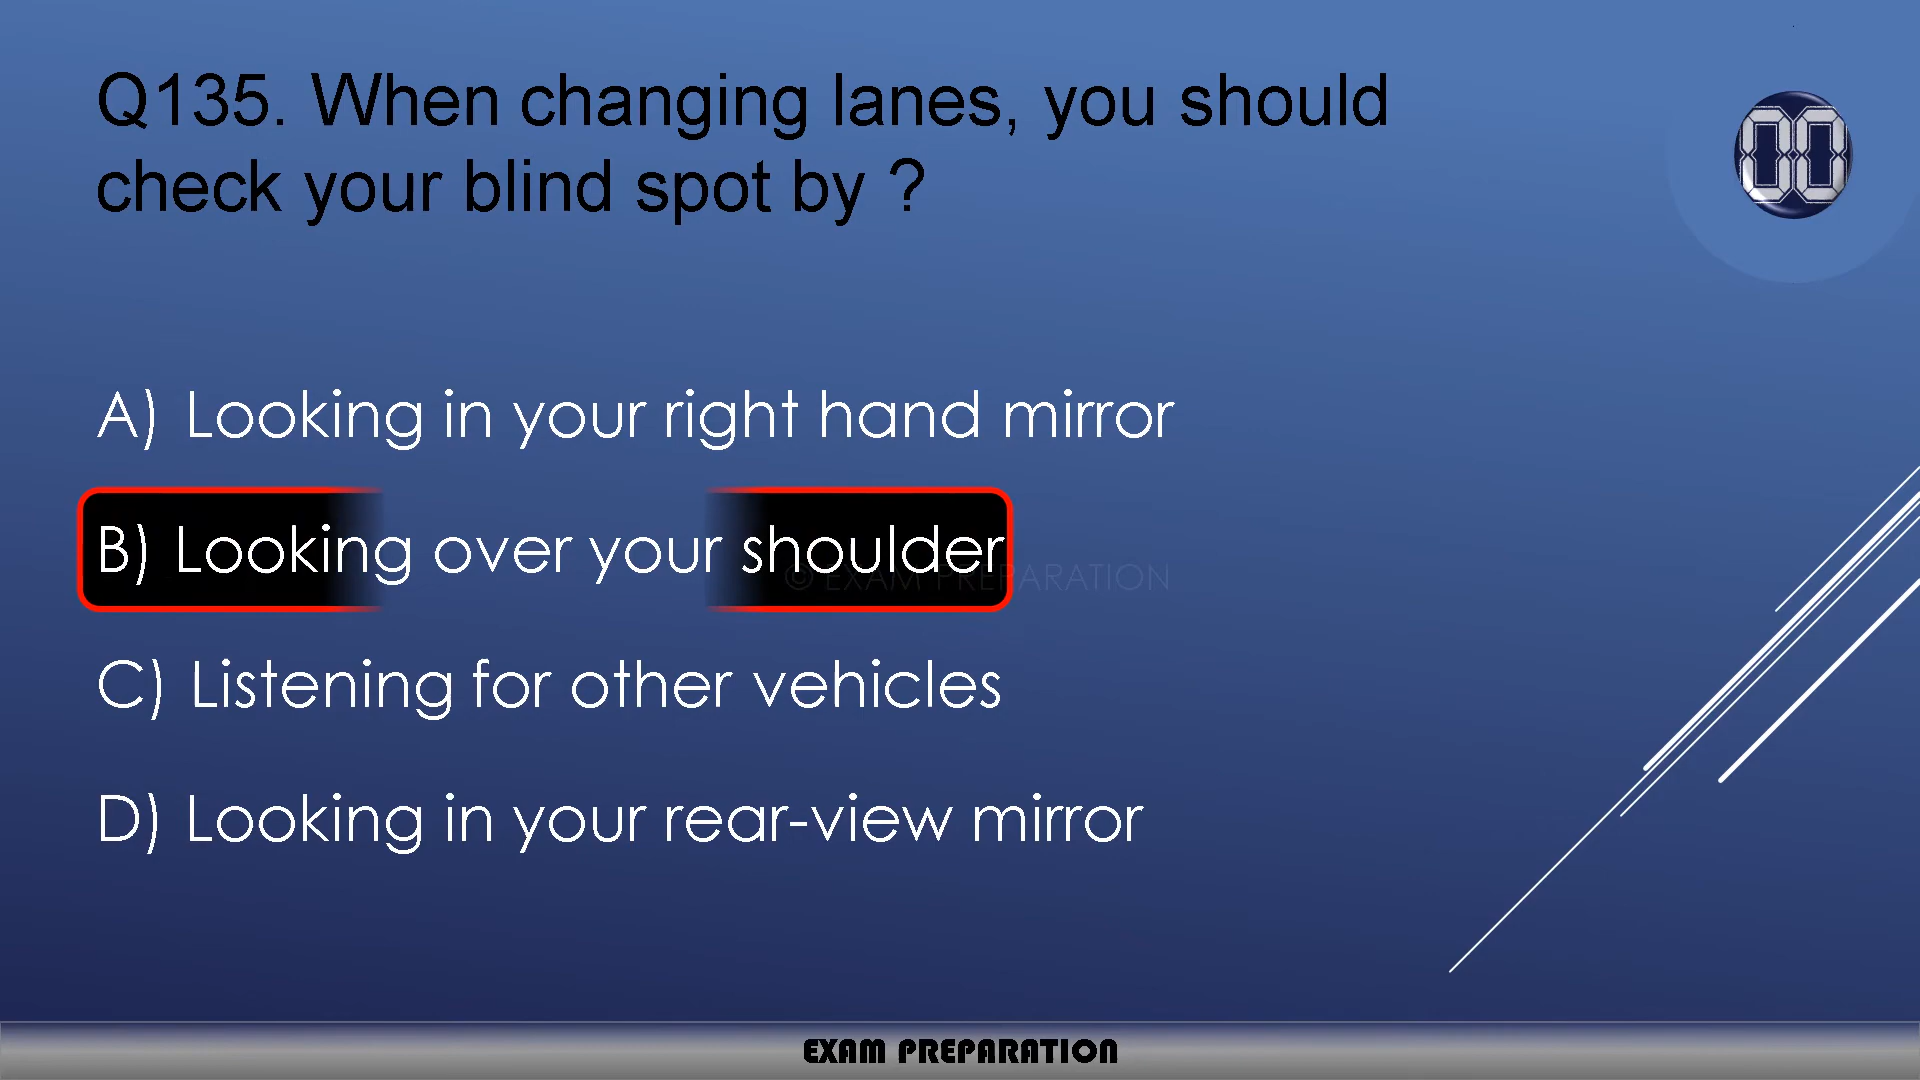 Q135. When changing lanes, you should
check your blind spot by ?
00
A) Looking in your right hand mirror
B) Looking over your shoulder
© EXAM PREPARATION
C) Listening for other vehicles
D) Looking in your rear-view mirror
EXAM PREPARATION